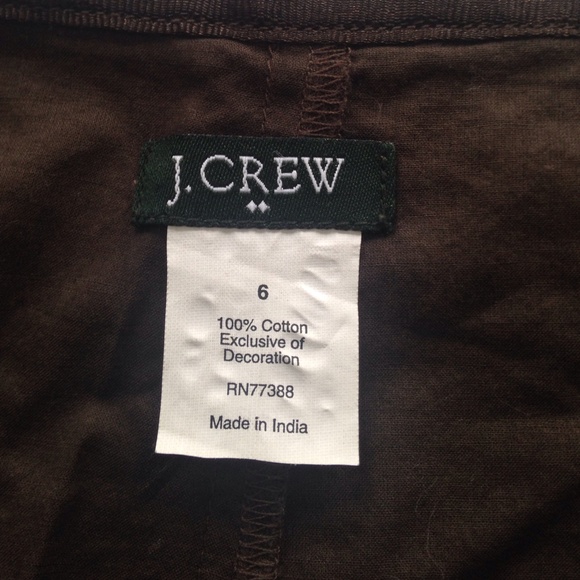 J.CREW
6
100% Cotton
Exclusive of
Decoration
RN77388
Made in India